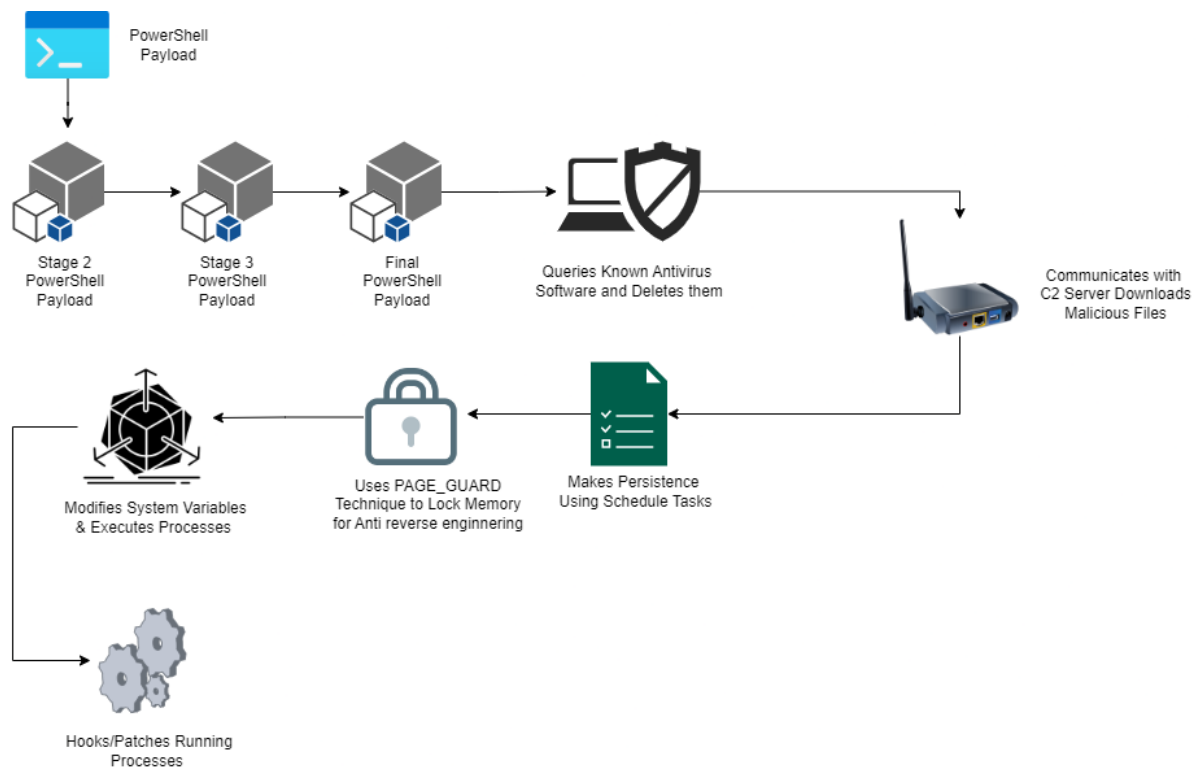 PowerShell
Payload
Stage 2
PowerShell
Payload
Stage 3
PowerShell
Payload
Final
PowerShell
Payload
Queries Known Antivirus
Software and Deletes them
Communicates with
C2 Server Downloads
Malicious Files
Makes Persistence
Using Schedule Tasks
Uses PAGE_GUARD
Technique to Lock Memory
for Anti reverse enginnering
Modifies System Variables
& Executes Processes
Hooks/Patches Running
Processes